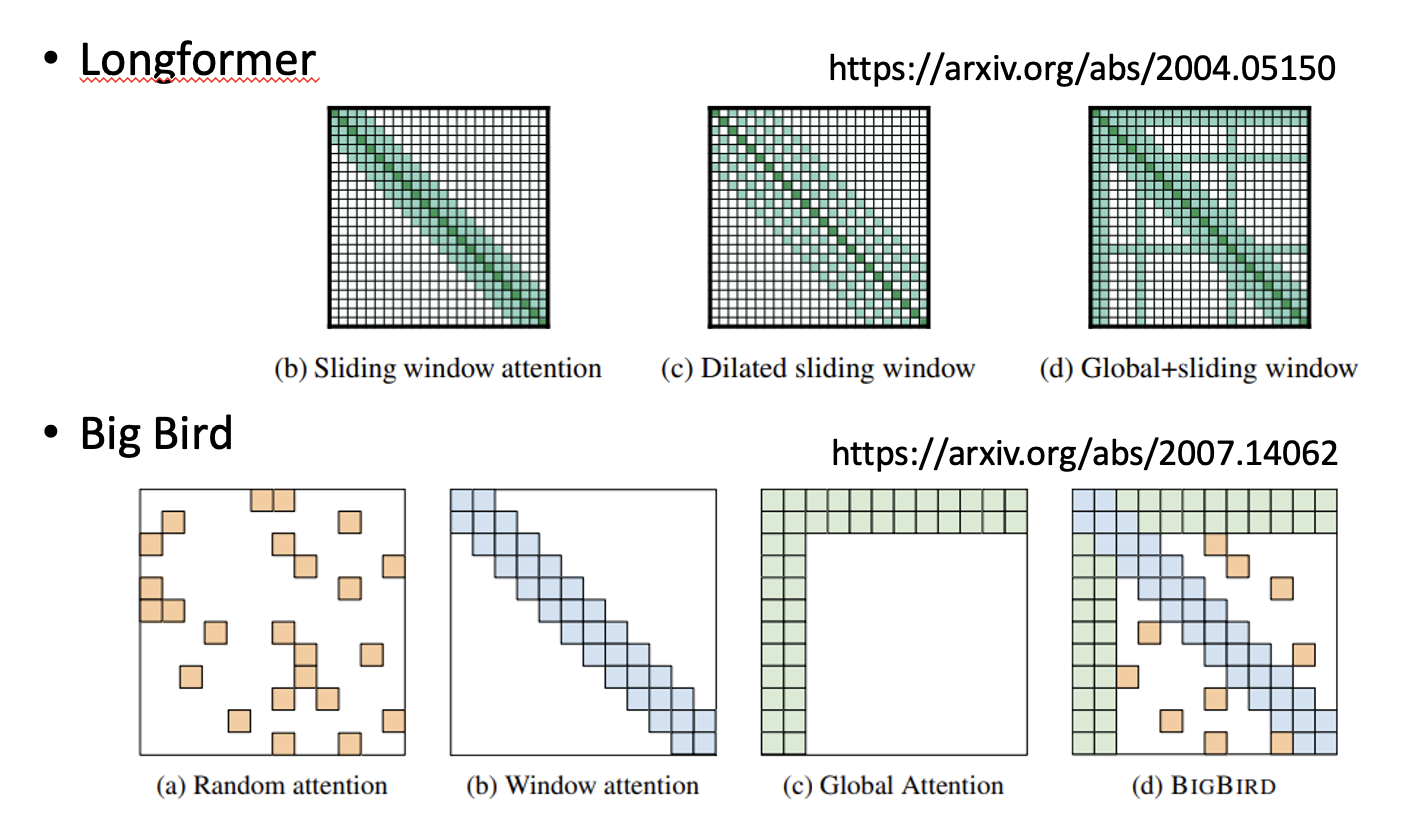 • Longformer
https://arxiv.org/abs/2004.05150
(b) Sliding window attention
(c) Dilated sliding window
(d) Global+sliding window
• Big Bird
https://arxiv.org/abs/2007.14062
(a) Random attention
(b) Window attention
(c) Global Attention
(d) BIGBIRD